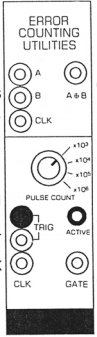 ERROR
COUNTING
UTILITIES
A
B
A⊕B
CLK
x10³
x10⁴
x10⁵
x10⁶
PULSE COUNT
TRIG
ACTIVE
CLK
GATE